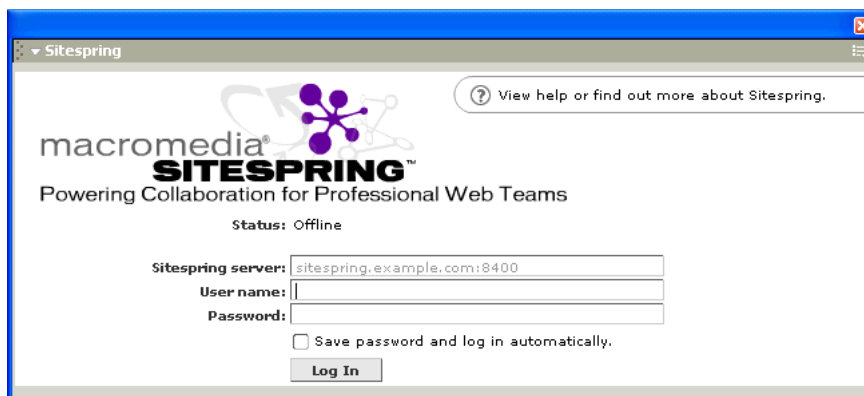 Sitespring
View help or find out more about Sitespring.
macromedia®
SITESPRING™
Powering Collaboration for Professional Web Teams
Status: Offline
Sitespring server: sitespring.example.com:8400
User name:
Password:
Save password and log in automatically.
Log In